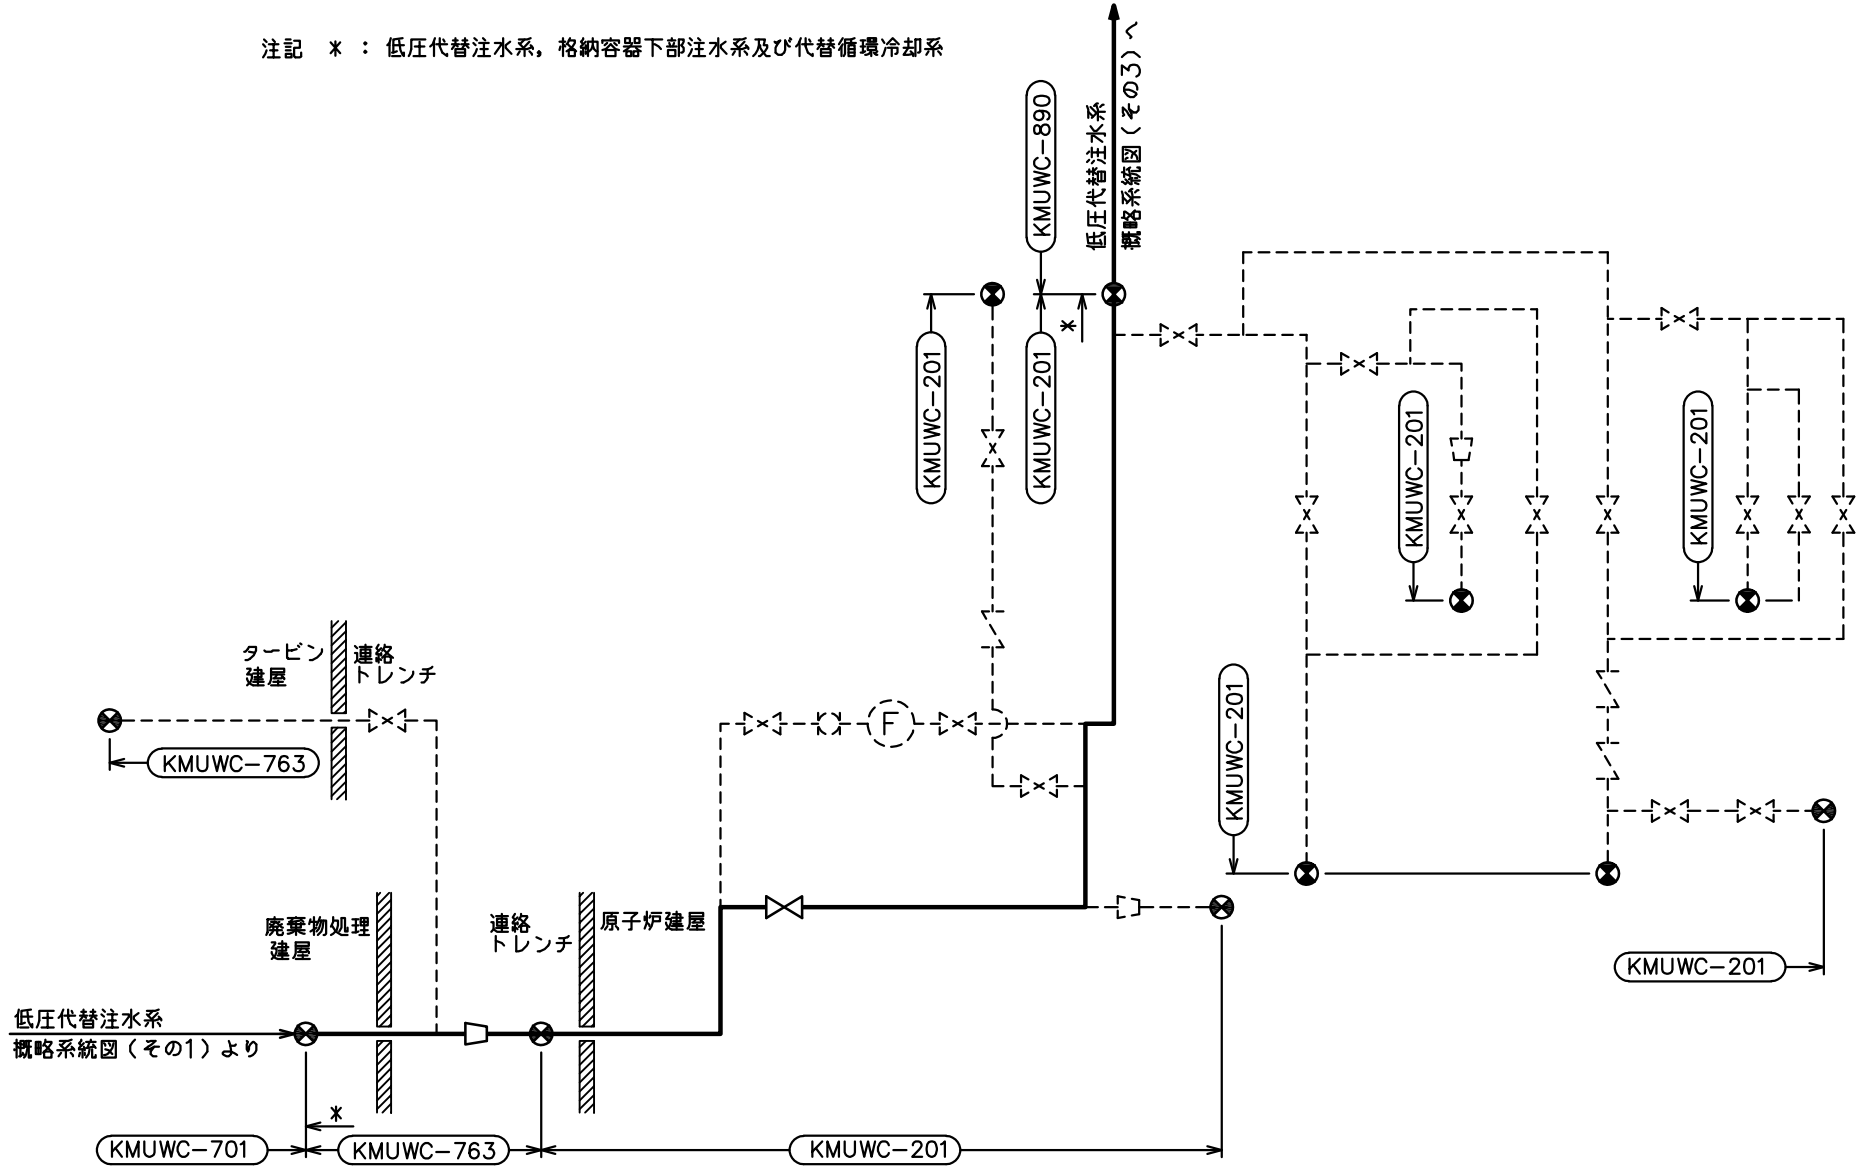 注記 * : 低圧代替注水系，格納容器下部注水系及び代替循環冷却系
KMUWC-890
低圧代替注水系
概略系統図（その3）へ
*
KMUWC-201
KMUWC-201
KMUWC-201
KMUWC-201
タービン
建屋
連絡
トレンチ
KMUWC-763
F
KMUWC-201
廃棄物処理
建屋
連絡
トレンチ
原子炉建屋
KMUWC-201
低圧代替注水系
概略系統図（その1）より
*
KMUWC-701
KMUWC-763
KMUWC-201